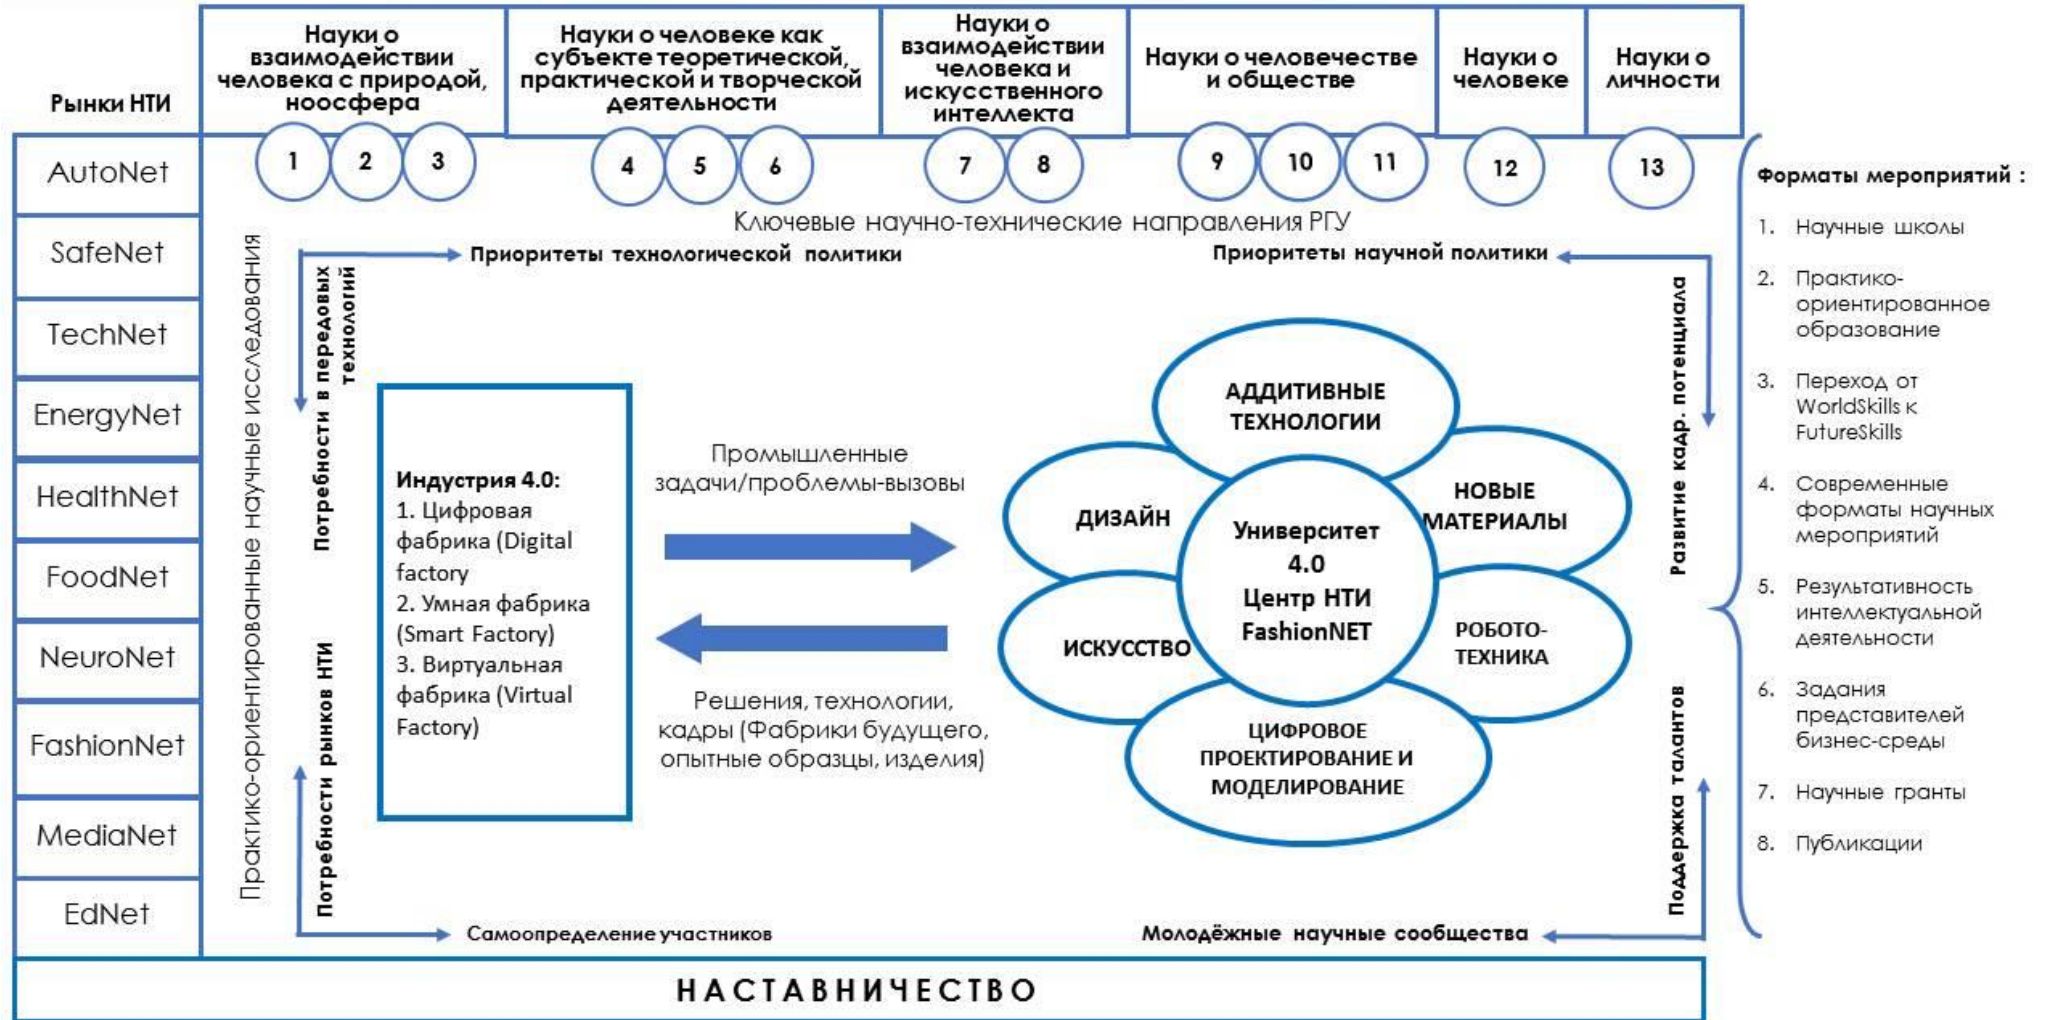 Рынки НТИ
Науки о
взаимодействии
человека с природой,
ноосфера
Науки о человеке как
субъекте теоретической,
практической и творческой
деятельности
Науки о
взаимодействии
человека и
искусственного
интеллекта
Науки о человечестве
и обществе
Науки о
человеке
Науки о
личности
1 2 3 4 5 6 7 8 9 10 11 12 13
AutoNet
SafeNet
TechNet
EnergyNet
HealthNet
FoodNet
NeuroNet
FashionNet
MediaNet
EdNet
Ключевые научно-технические направления РГУ
Практико-ориентированные научные исследования
Приоритеты технологической политики
Приоритеты научной политики
Потребности в передовых
технологий
Потребности рынков НТИ
Индустрия 4.0:
1. Цифровая
фабрика (Digital
factory
2. Умная фабрика
(Smart Factory)
3. Виртуальная
фабрика (Virtual
Factory)
Промышленные
задачи/проблемы-вызовы
Решения, технологии,
кадры (Фабрики будущего,
опытные образцы, изделия)
АДДИТИВНЫЕ
ТЕХНОЛОГИИ
НОВЫЕ
МАТЕРИАЛЫ
РОБОТО-
ТЕХНИКА
ЦИФРОВОЕ
ПРОЕКТИРОВАНИЕ И
МОДЕЛИРОВАНИЕ
ИСКУССТВО
ДИЗАЙН
Университет
4.0
Центр НТИ
FashionNET
Развитие кадр. потенциала
Поддержка талантов
Самоопределение участников
Молодёжные научные сообщества
Форматы мероприятий :
1. Научные школы
2. Практико-
ориентированное
образование
3. Переход от
WorldSkills к
FutureSkills
4. Современные
форматы научных
мероприятий
5. Результативность
интеллектуальной
деятельности
6. Задания
представителей
бизнес-среды
7. Научные гранты
8. Публикации
НАСТАВНИЧЕСТВО